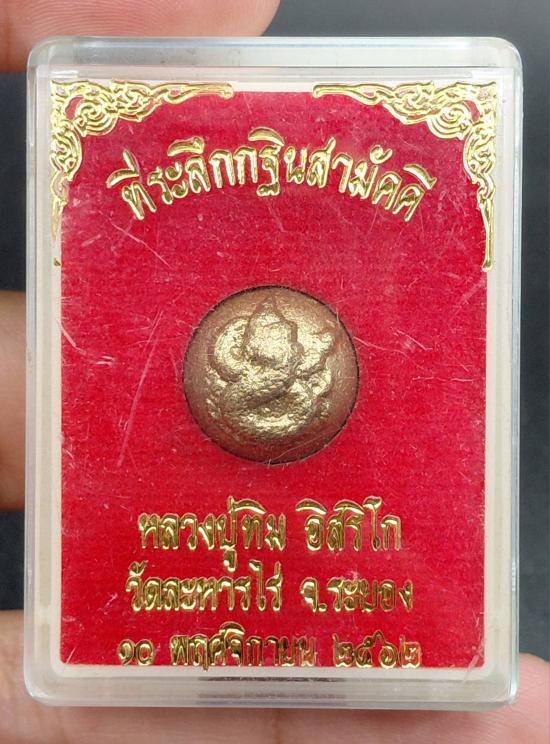 ที่ระลึกกฐินสามัคคี
หลวงปู่ทิม อิสริโก
วัดละหารไร่ จ.ระยอง
๑๐ พฤศจิกายน ๒๕๖๒